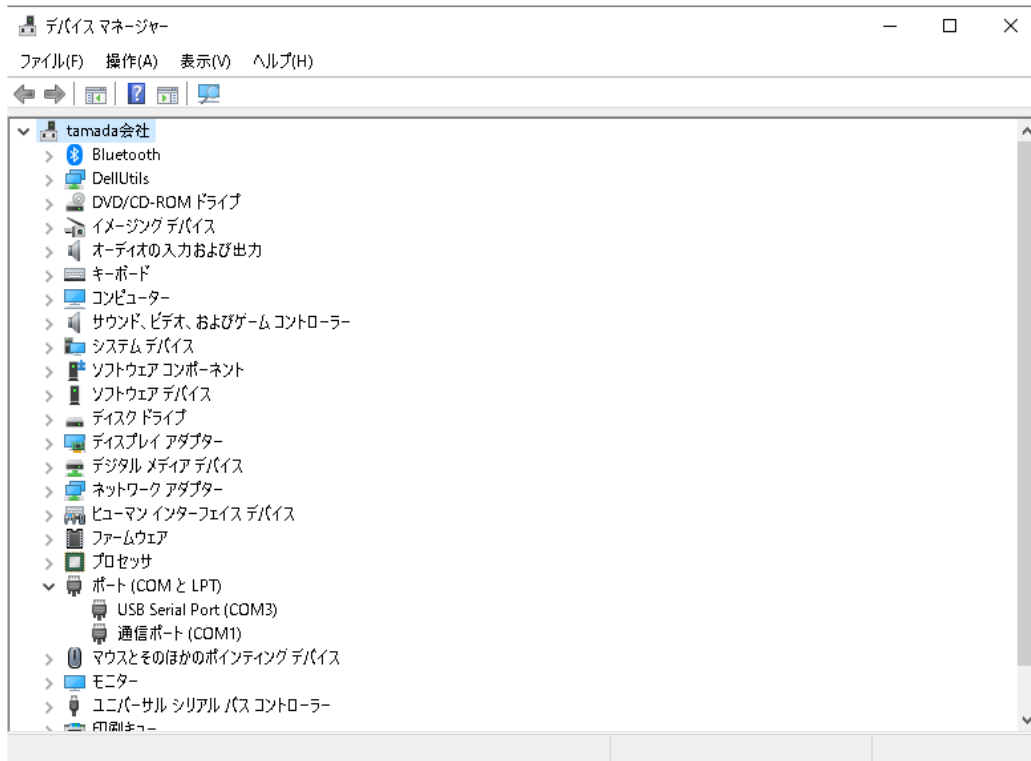 デバイス マネージャー
ファイル(F) 操作(A) 表示(V) ヘルプ(H)
tamada会社
Bluetooth
DellUtils
DVD/CD-ROM ドライブ
イメージング デバイス
オーディオの入力および出力
キーボード
コンピューター
サウンド、ビデオ、およびゲーム コントローラー
システム デバイス
ソフトウェア コンポーネント
ソフトウェア デバイス
ディスク ドライブ
ディスプレイ アダプター
デジタル メディア デバイス
ネットワーク アダプター
ヒューマン インターフェイス デバイス
ファームウェア
プロセッサ
ポート (COM と LPT)
USB Serial Port (COM3)
通信ポート (COM1)
マウスとそのほかのポインティング デバイス
モニター
ユニバーサル シリアル バス コントローラー
印刷キュー